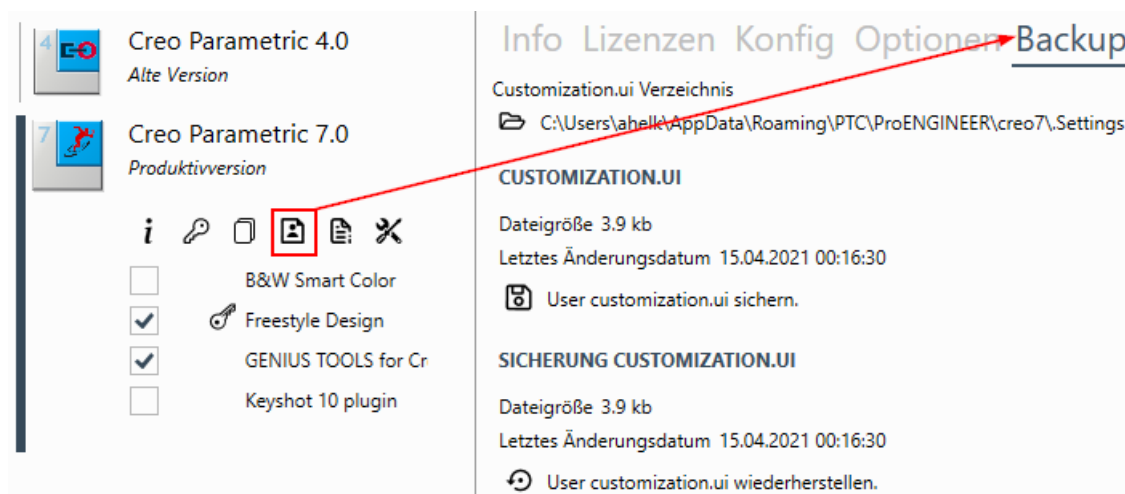 4
Creo Parametric 4.0
Alte Version
7
Creo Parametric 7.0
Produktivversion
i
B&W Smart Color
Freestyle Design
GENIUS TOOLS for Cr
Keyshot 10 plugin
Info Lizenzen Konfig Optionen Backup
Customization.ui Verzeichnis
C:\Users\ahelk\AppData\Roaming\PTC\ProENGINEER\creo7\.Settings
CUSTOMIZATION.UI
Dateigröße 3.9 kb
Letztes Änderungsdatum 15.04.2021 00:16:30
User customization.ui sichern.
SICHERUNG CUSTOMIZATION.UI
Dateigröße 3.9 kb
Letztes Änderungsdatum 15.04.2021 00:16:30
User customization.ui wiederherstellen.